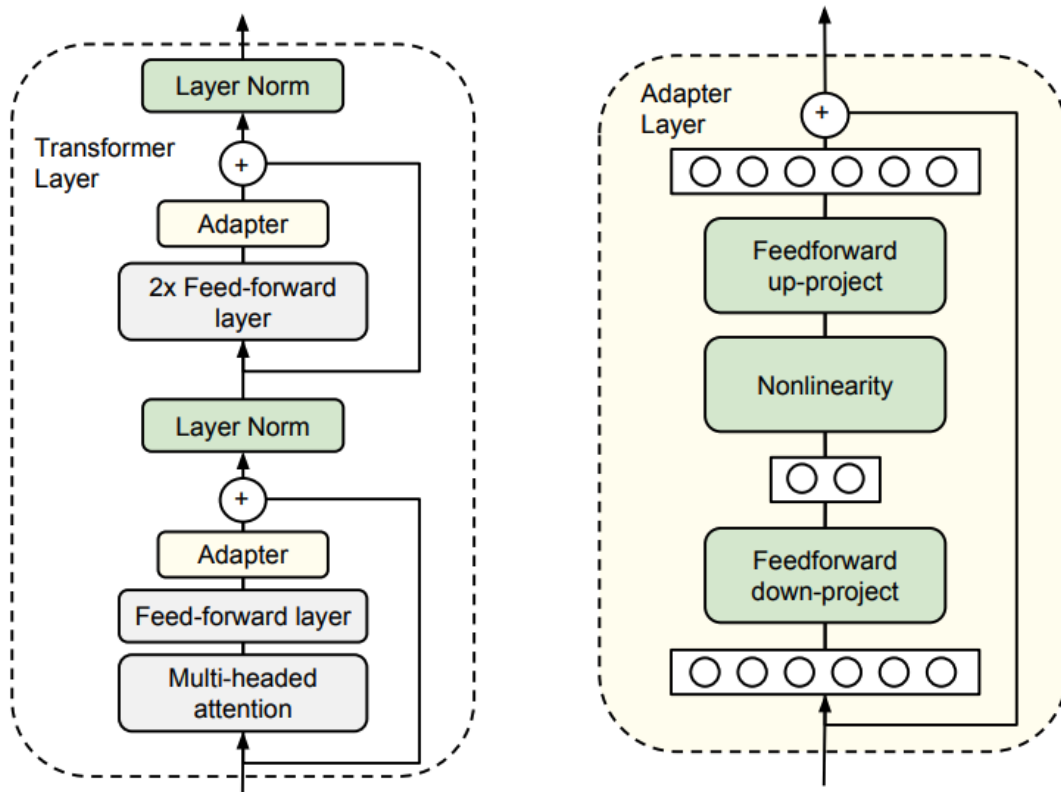 Layer Norm
Transformer
Layer
+
Adapter
2x Feed-forward
layer
Layer Norm
+
Adapter
Feed-forward layer
Multi-headed
attention
Adapter
Layer
+
Feedforward
up-project
Nonlinearity
Feedforward
down-project